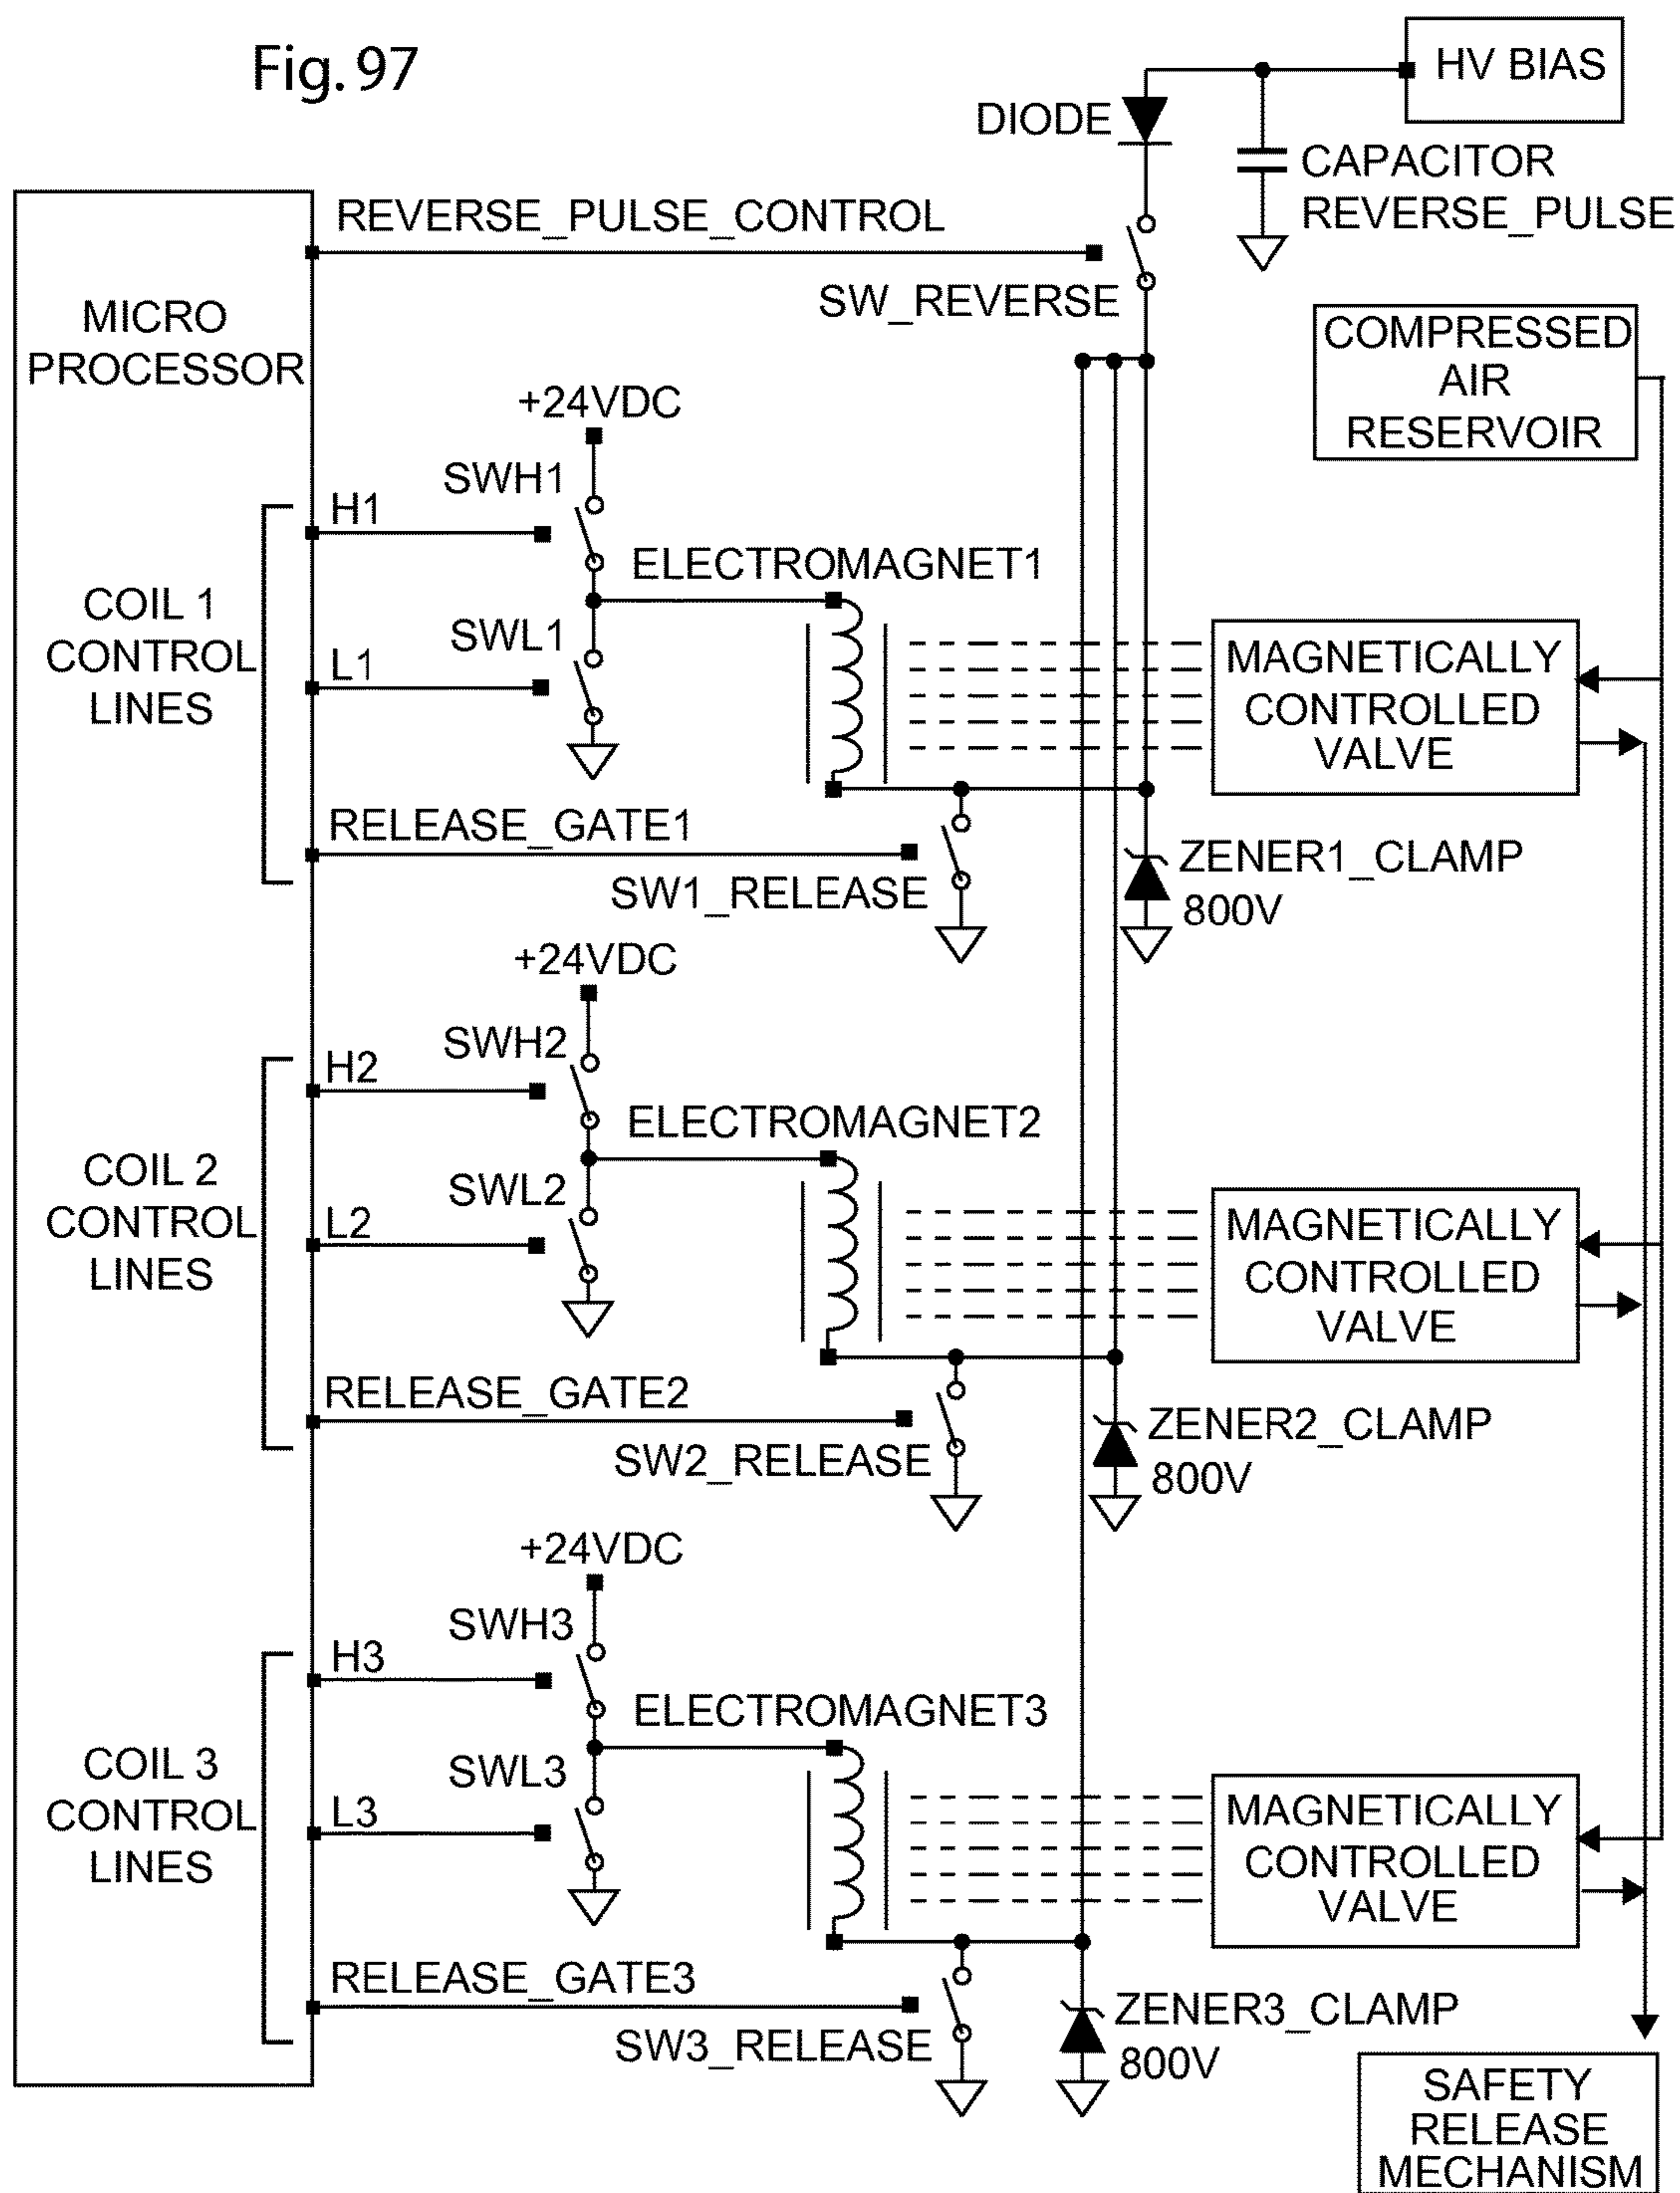 Fig. 97
HV BIAS
DIODE
CAPACITOR
REVERSE_PULSE
REVERSE_PULSE_CONTROL
SW_REVERSE
MICRO
PROCESSOR
COMPRESSED
AIR
RESERVOIR
+24VDC
SWH1
H1
ELECTROMAGNET1
COIL 1
CONTROL
LINES
SWL1
L1
MAGNETICALLY
CONTROLLED
VALVE
RELEASE_GATE1
SW1_RELEASE
ZENER1_CLAMP
800V
+24VDC
SWH2
H2
ELECTROMAGNET2
COIL 2
CONTROL
LINES
SWL2
L2
MAGNETICALLY
CONTROLLED
VALVE
RELEASE_GATE2
SW2_RELEASE
ZENER2_CLAMP
800V
+24VDC
SWH3
H3
ELECTROMAGNET3
COIL 3
CONTROL
LINES
SWL3
L3
MAGNETICALLY
CONTROLLED
VALVE
RELEASE_GATE3
SW3_RELEASE
ZENER3_CLAMP
800V
SAFETY
RELEASE
MECHANISM